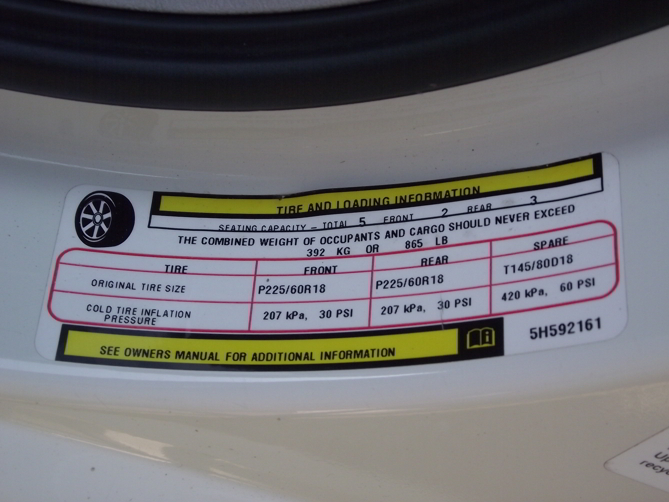 TIRE AND LOADING INFORMATION
SEATING CAPACITY – TOTAL 5 FRONT 2 REAR 3
THE COMBINED WEIGHT OF OCCUPANTS AND CARGO SHOULD NEVER EXCEED
392 KG OR 865 LB
TIRE FRONT REAR SPARE
ORIGINAL TIRE SIZE P225/60R18 P225/60R18 T145/80D18
COLD TIRE INFLATION PRESSURE 207 kPa, 30 PSI 207 kPa, 30 PSI 420 kPa, 60 PSI
SEE OWNERS MANUAL FOR ADDITIONAL INFORMATION
5H592161